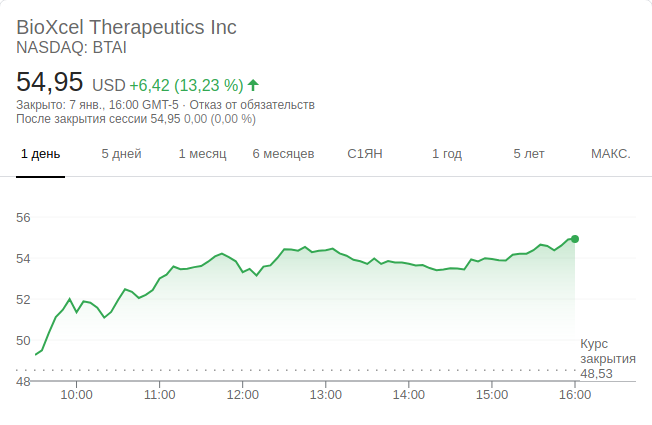 BioXcel Therapeutics Inc
NASDAQ: BTAI
54,95 USD +6,42 (13,23 %)
Закрыто: 7 янв., 16:00 GMT-5 · Отказ от обязательств
После закрытия сессии 54,95 0,00 (0,00 %)
1 день 5 дней 1 месяц 6 месяцев С1ЯН 1 год 5 лет МАКС.
56
54
52
50
48
Курс
закрытия
48,53
10:00 11:00 12:00 13:00 14:00 15:00 16:00